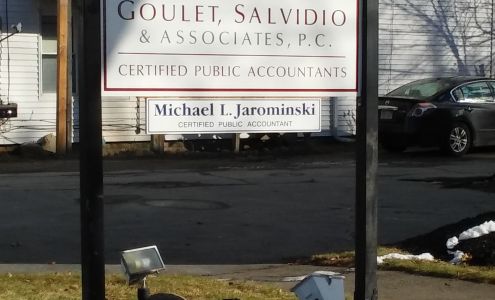 GOULET, SALVIDIO
& ASSOCIATES, P.C.
CERTIFIED PUBLIC ACCOUNTANTS
Michael L. Jarominski
CERTIFIED PUBLIC ACCOUNTANT